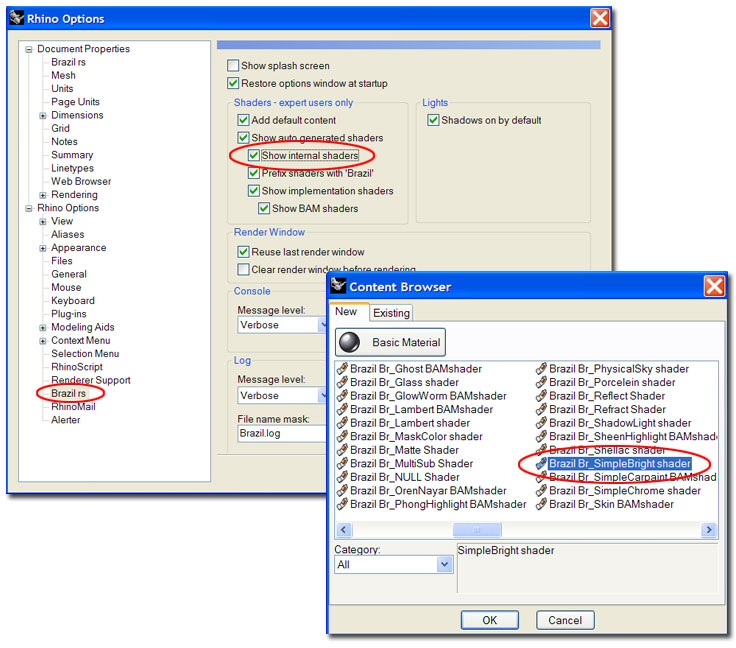 Rhino Options
Document Properties
Brazil rs
Mesh
Units
Page Units
Dimensions
Grid
Notes
Summary
Linetypes
Web Browser
Rendering
Rhino Options
View
Aliases
Appearance
Files
General
Mouse
Keyboard
Plug-ins
Modeling Aids
Context Menu
Selection Menu
RhinoScript
Renderer Support
Brazil rs
RhinoMail
Alerter
Show splash screen
Restore options window at startup
Shaders - expert users only
Add default content
Show auto generated shaders
Show internal shaders
Prefix shaders with 'Brazil'
Show implementation shaders
Show BAM shaders
Lights
Shadows on by default
Render Window
Reuse last render window
Clear render window before rendering
Console
Message level:
Verbose
Log
Message level:
Verbose
File name mask:
Brazil.log
Content Browser
New
Existing
Basic Material
Brazil Br_Ghost BAMshader
Brazil Br_Glass shader
Brazil Br_GlowWorm BAMshader
Brazil Br_Lambert BAMshader
Brazil Br_Lambert shader
Brazil Br_MaskColor shader
Brazil Br_Matte Shader
Brazil Br_MultiSub Shader
Brazil Br_NULL Shader
Brazil Br_OrenNayar BAMshader
Brazil Br_PhongHighlight BAMshader
Brazil Br_PhysicalSky shader
Brazil Br_Porcelein shader
Brazil Br_Reflect Shader
Brazil Br_Refract Shader
Brazil Br_ShadowLight shader
Brazil Br_SheenHighlight BAMshade
Brazil Br_Shellac shader
Brazil Br_SimpleBright shader
Brazil Br_SimpleCarpaint BAMshad
Brazil Br_SimpleChrome shader
Brazil Br_Skin BAMshader
Category:
All
SimpleBright shader
OK
Cancel